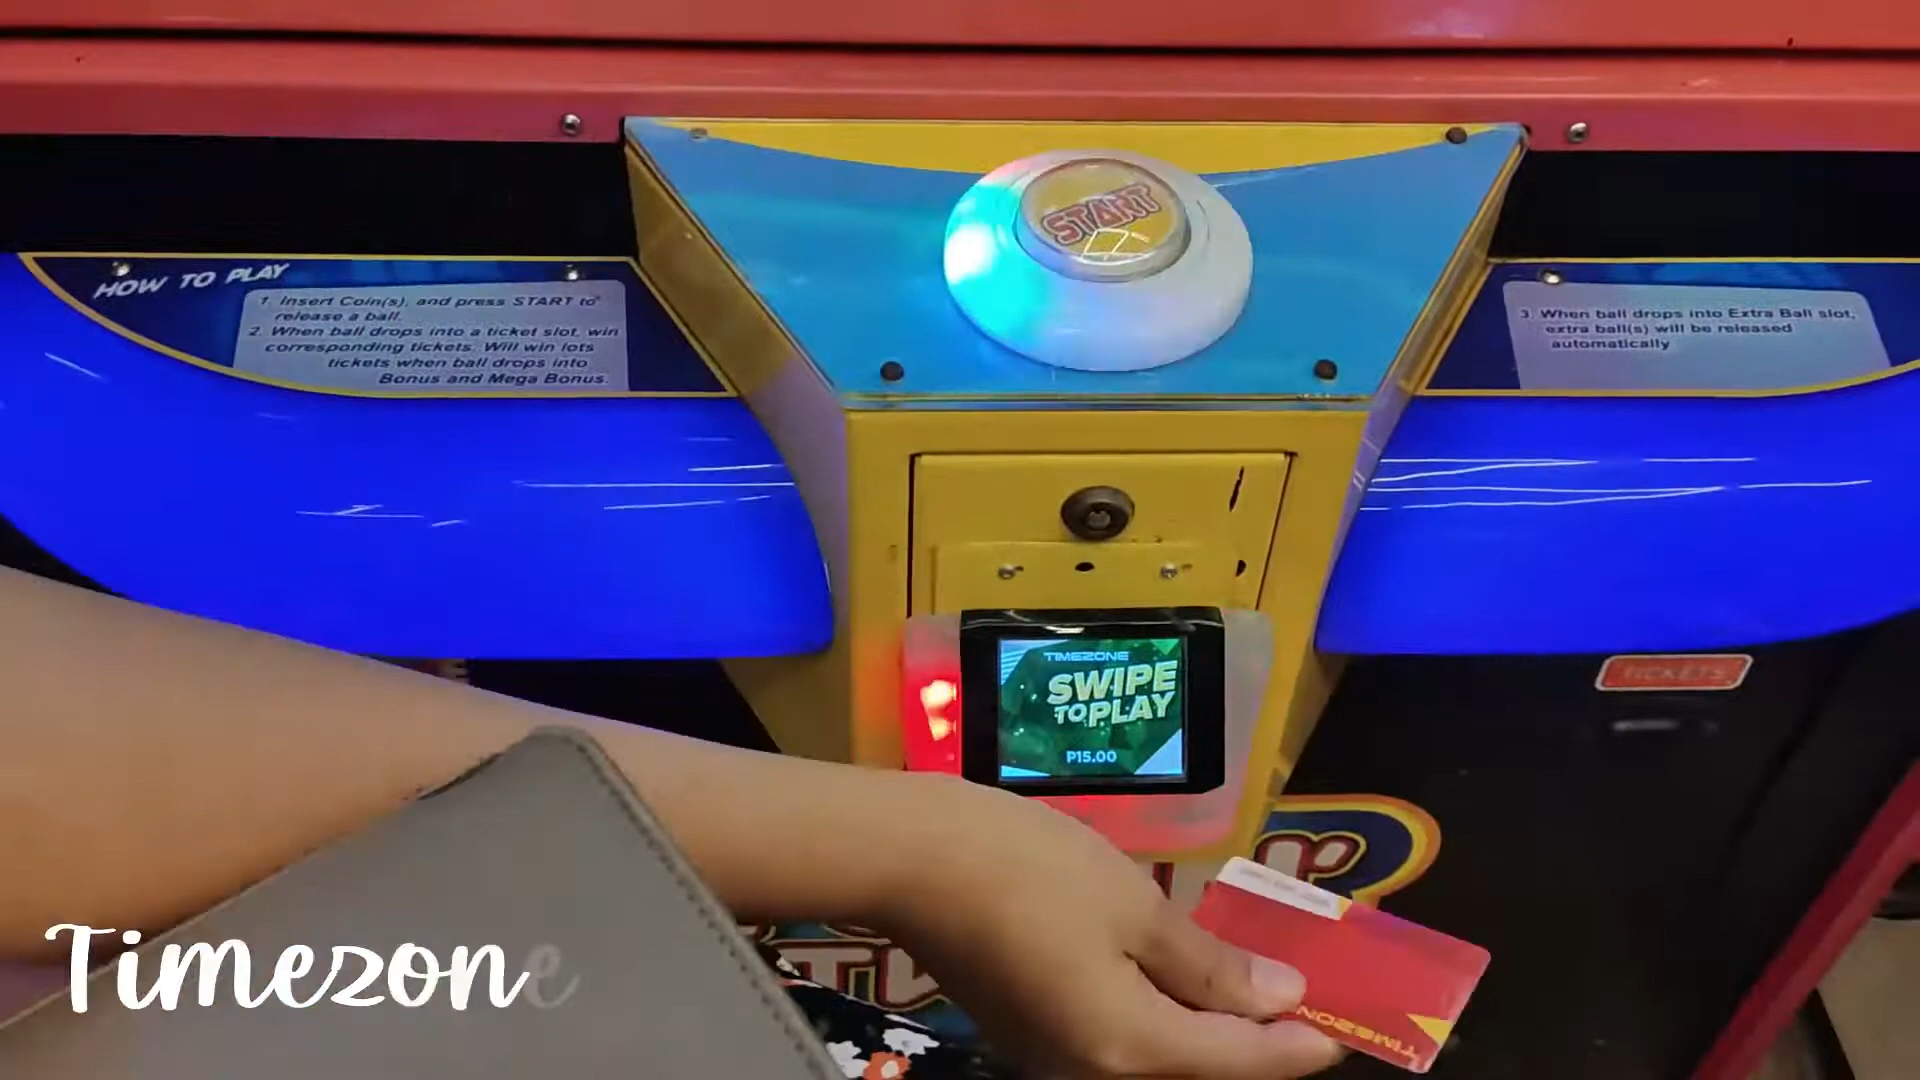 START
HOW TO PLAY
1. Insert Coin(s), and press START to
release a ball.
2. When ball drops into a ticket slot, win
corresponding tickets. Will win lots
tickets when ball drops into
Bonus and Mega Bonus.
3. When ball drops into Extra Ball slot,
extra ball(s) will be released
automatically
TIMEZONE
SWIPE
TO PLAY
P15.00
TICKETS
TIMEZONE
Timezone